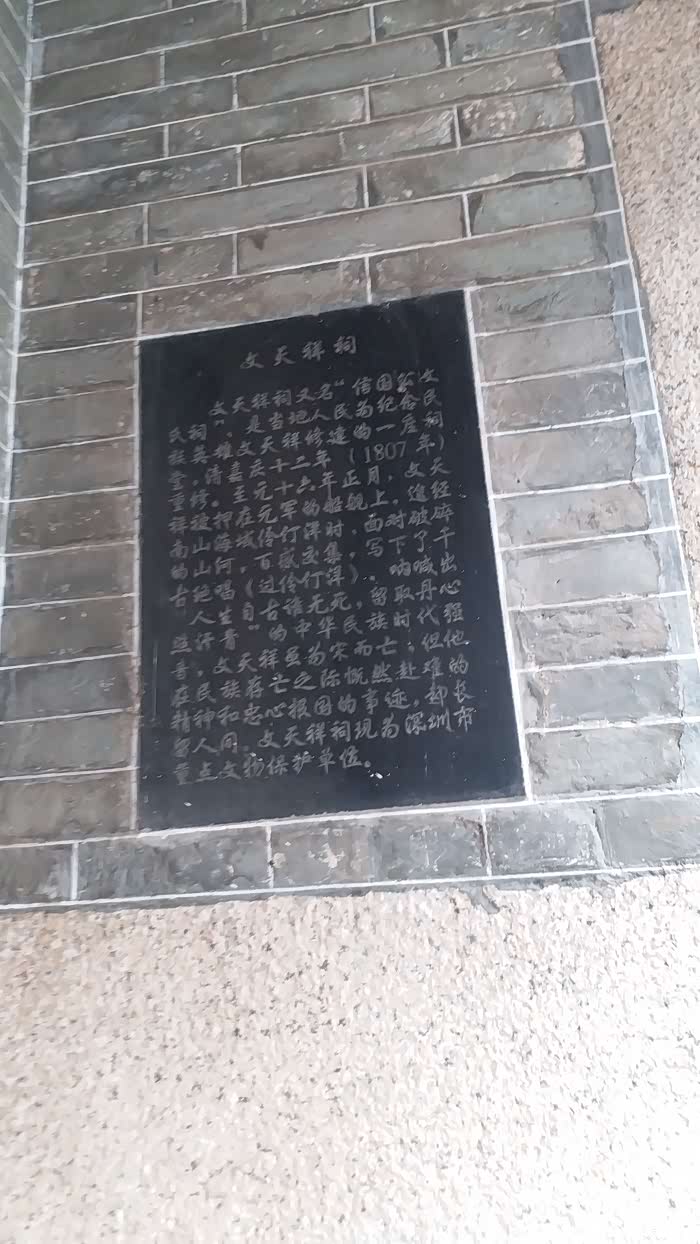 文天祥祠
文天祥祠又名“信国公文
氏祠”，是当地人民为纪念民
族英雄文天祥修建的一座祠
堂，清嘉庆十二年（1807年）
重修。至元十六年正月，文天
祥被押在元军的船舰上，途经
南山海域伶仃洋时，面对破碎
的山河，百感交集，写下了千
古绝唱《过伶仃洋》。呐喊出
“人生自古谁无死，留取丹心
照汗青”的中华民族时代强
音，文天祥虽为宋而亡，但他
在民族存亡之际慨然赴难的
精神和忠心报国的事迹，却长
留人间。文天祥祠现为深圳市
重点文物保护单位。